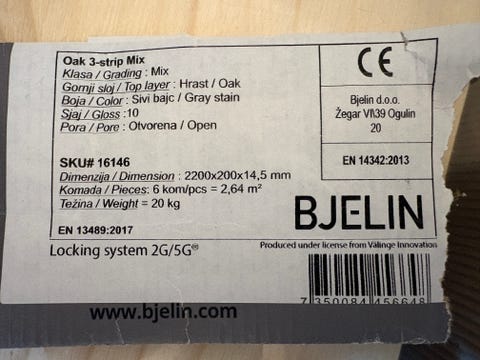 Oak 3-strip Mix
Klasa / Grading : Mix
Gornji sloj / Top layer : Hrast / Oak
Boja / Color : Sivi bajc / Gray stain
Sjaj / Gloss :10
Pora / Pore : Otvorena / Open
SKU# 16146
Dimenzija / Dimension : 2200x200x14,5 mm
Komada / Pieces: 6 kom/pcs = 2,64 m²
Težina / Weight = 20 kg
EN 13489:2017
CE
Bjelin d.o.o.
Žegar VI\39 Ogulin
20
EN 14342:2013
BJELIN
Produced under license from Välinge Innovation
Locking system 2G/5G®
7 350084 456648
www.bjelin.com